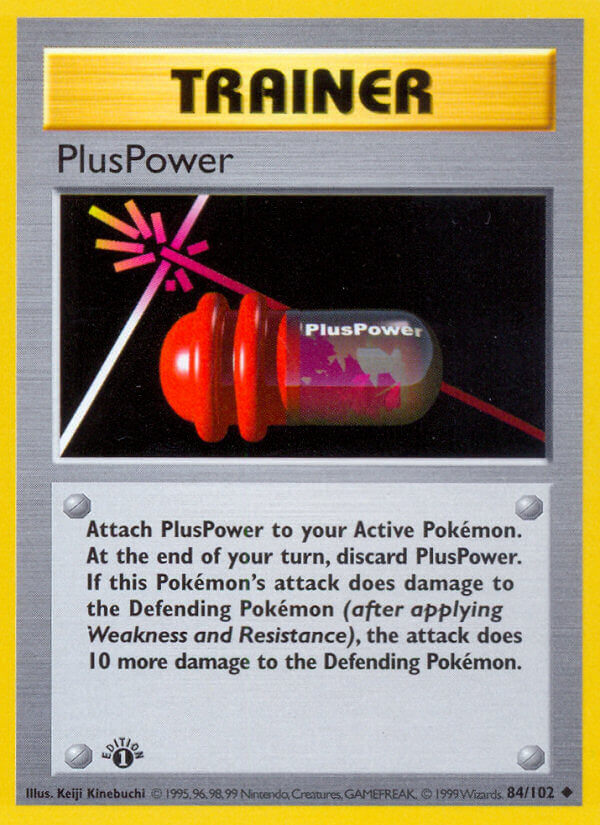 TRAINER
PlusPower
PlusPower
Attach PlusPower to your Active Pokémon.
At the end of your turn, discard PlusPower.
If this Pokémon's attack does damage to
the Defending Pokémon (after applying
Weakness and Resistance), the attack does
10 more damage to the Defending Pokémon.
EDITION
1
Illus. Keiji Kinebuchi © 1995, 96, 98, 99 Nintendo, Creatures, GAMEFREAK. © 1999 Wizards. 84/102 ◆